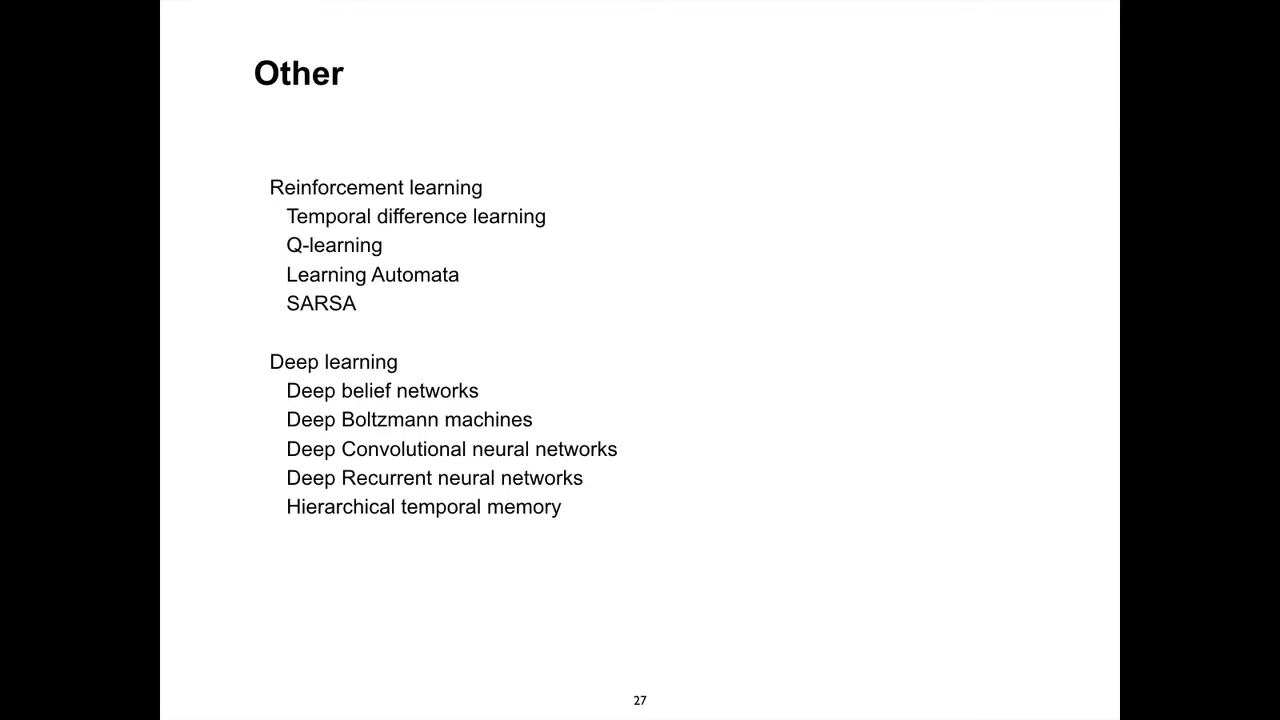 Other
Reinforcement learning
Temporal difference learning
Q-learning
Learning Automata
SARSA
Deep learning
Deep belief networks
Deep Boltzmann machines
Deep Convolutional neural networks
Deep Recurrent neural networks
Hierarchical temporal memory
27